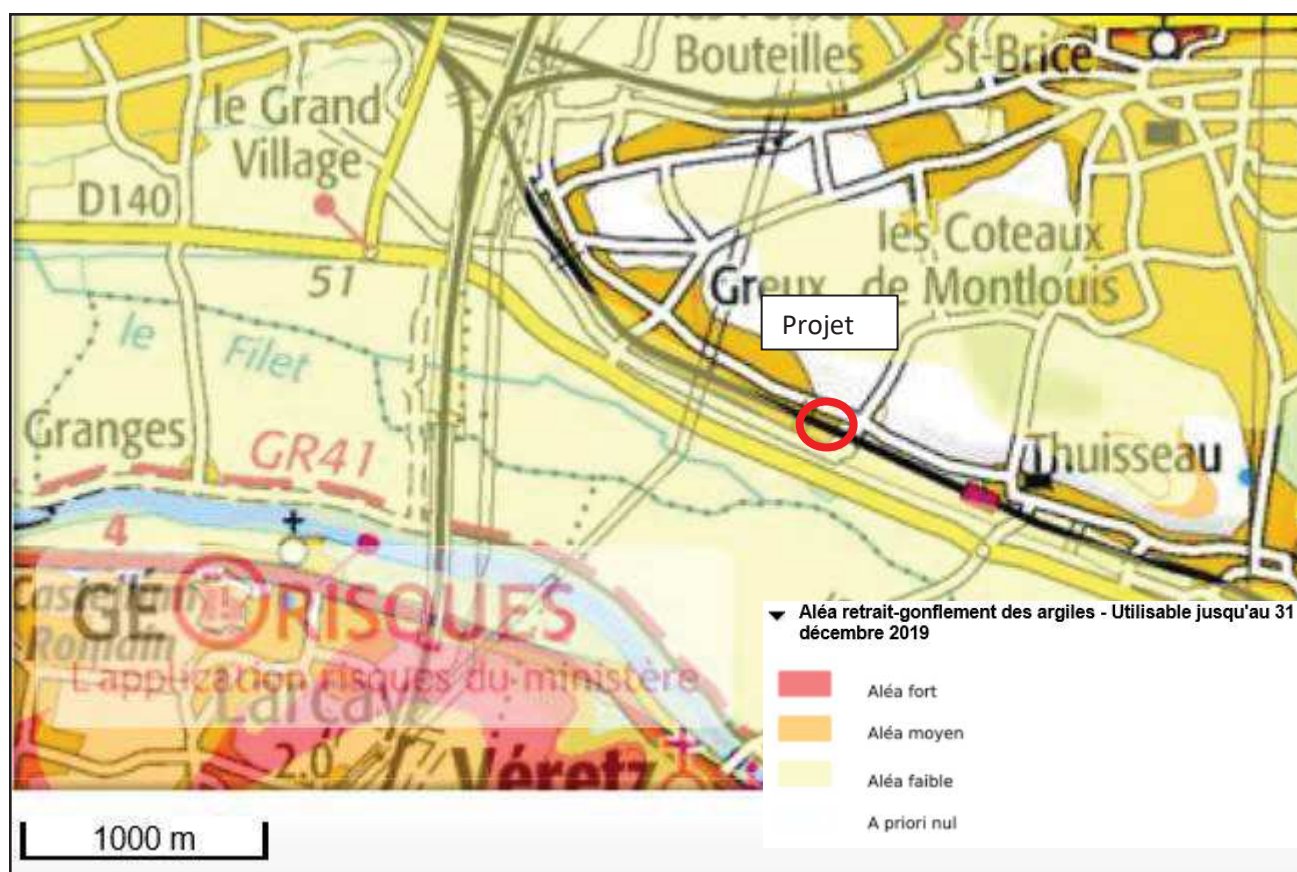 Bouteilles
St-Brice
le Grand
Village
D140
51
les Coteaux
de Montlouis
Greux
Projet
le Filet
Granges
GR41
Thuisseau
4
GÉORISQUES
L'application risques du ministère
Larçay
2.0
Véretz
Aléa retrait-gonflement des argiles - Utilisable jusqu'au 31
décembre 2019
Aléa fort
Aléa moyen
Aléa faible
A priori nul
1000 m